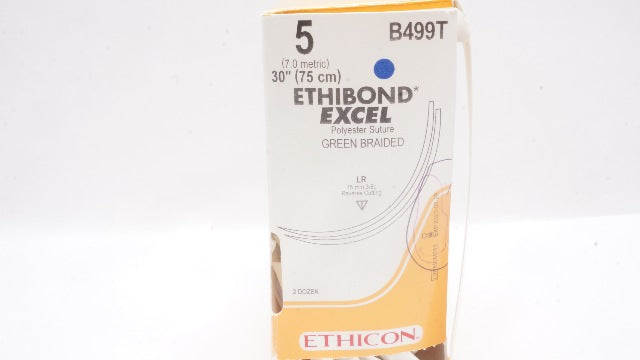 5
B499T
(7.0 metric)
30" (75 cm)
ETHIBOND*
EXCEL
Polyester Suture
GREEN BRAIDED
LR
Reverse Cutting
2 DOZEN
ETHICON